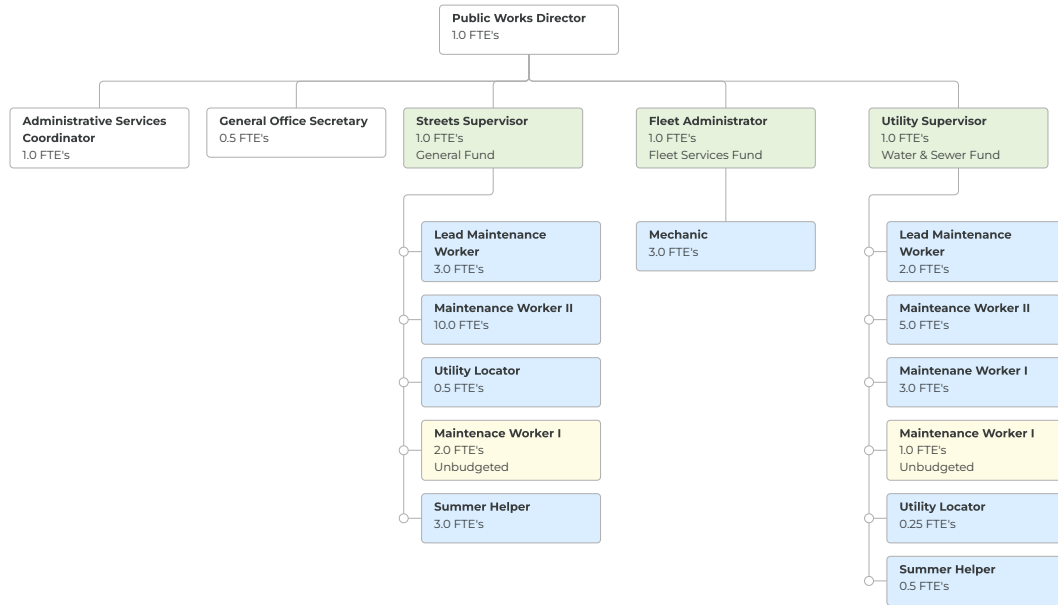 Public Works Director
1.0 FTE's
Administrative Services
Coordinator
1.0 FTE's
General Office Secretary
0.5 FTE's
Streets Supervisor
1.0 FTE's
General Fund
Fleet Administrator
1.0 FTE's
Fleet Services Fund
Utility Supervisor
1.0 FTE's
Water & Sewer Fund
Lead Maintenance
Worker
3.0 FTE's
Maintenance Worker II
10.0 FTE's
Utility Locator
0.5 FTE's
Maintenace Worker I
2.0 FTE's
Unbudgeted
Summer Helper
3.0 FTE's
Mechanic
3.0 FTE's
Lead Maintenance
Worker
2.0 FTE's
Mainteance Worker II
5.0 FTE's
Maintenane Worker I
3.0 FTE's
Maintenance Worker I
1.0 FTE's
Unbudgeted
Utility Locator
0.25 FTE's
Summer Helper
0.5 FTE's